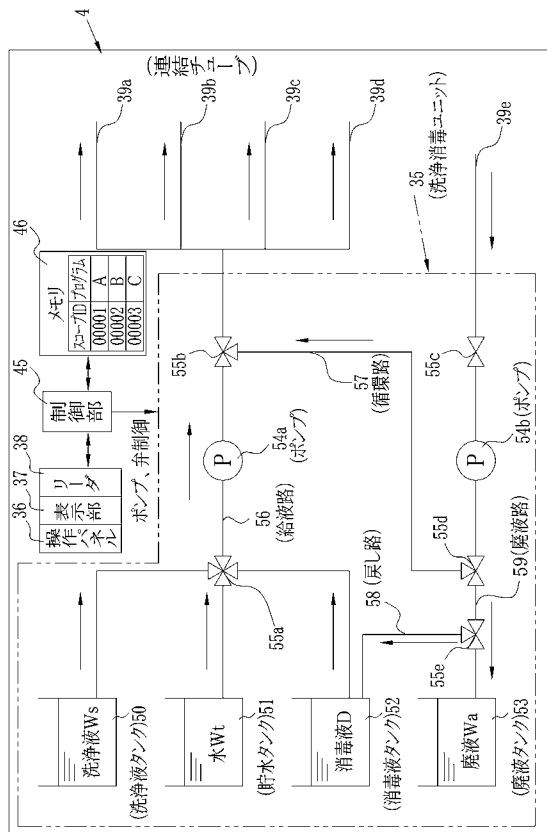 4
操作パネル
36
表示部
37
リーダ
38
制御部
45
メモリ
46
スコープID プログラム
00001 A
00002 B
00003 C
ポンプ、弁制御
39a
(連結チューブ)
39b
39c
39d
39e
35
(洗浄消毒ユニット)
洗浄液Ws
(洗浄液タンク)50
水Wt
(貯水タンク)51
消毒液D
(消毒液タンク)52
廃液Wa
(廃液タンク)53
55a
56
(給液路)
P
54a(ポンプ)
55b
57
(循環路)
58
(戻し路)
55e
59(廃液路)
55d
P
54b(ポンプ)
55c